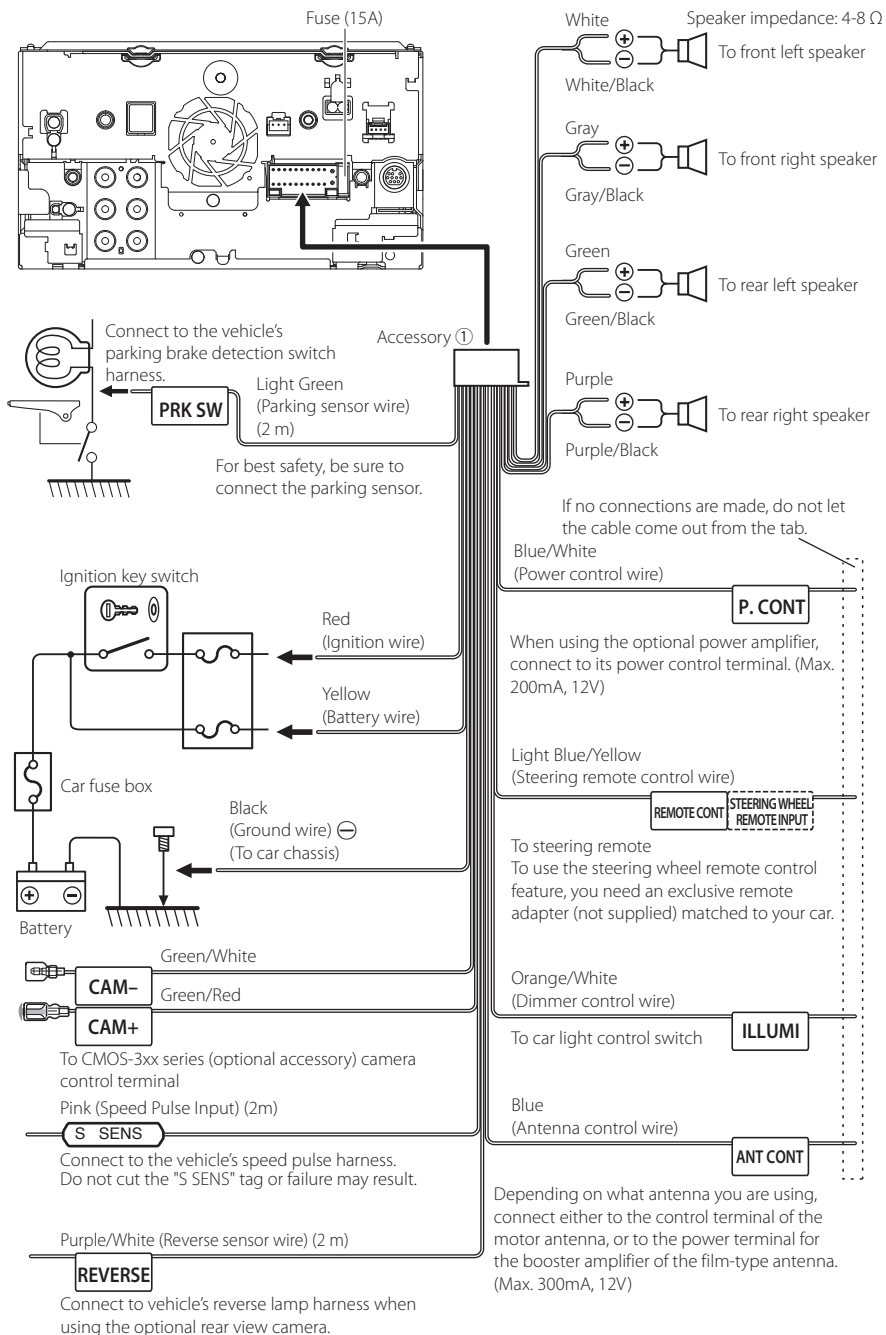 Fuse (15A)
White
Speaker impedance: 4-8 Ω
⊕
⊖
To front left speaker
White/Black
Gray
⊕
⊖
To front right speaker
Gray/Black
Green
⊕
⊖
To rear left speaker
Green/Black
Purple
⊕
⊖
To rear right speaker
Purple/Black
Connect to the vehicle's
parking brake detection switch
harness.
Accessory ①
Light Green
(Parking sensor wire)
(2 m)
PRK SW
For best safety, be sure to
connect the parking sensor.
If no connections are made, do not let
the cable come out from the tab.
Blue/White
(Power control wire)
P. CONT
When using the optional power amplifier,
connect to its power control terminal. (Max.
200mA, 12V)
Ignition key switch
Red
(Ignition wire)
Yellow
(Battery wire)
Car fuse box
Black
(Ground wire) ⊖
(To car chassis)
⊕ ⊖
Battery
Light Blue/Yellow
(Steering remote control wire)
REMOTE CONT
STEERING WHEEL
REMOTE INPUT
To steering remote
To use the steering wheel remote control
feature, you need an exclusive remote
adapter (not supplied) matched to your car.
Green/White
CAM–
Green/Red
CAM+
To CMOS-3xx series (optional accessory) camera
control terminal
Orange/White
(Dimmer control wire)
To car light control switch
ILLUMI
Pink (Speed Pulse Input) (2m)
S SENS
Connect to the vehicle's speed pulse harness.
Do not cut the "S SENS" tag or failure may result.
Blue
(Antenna control wire)
ANT CONT
Depending on what antenna you are using,
connect either to the control terminal of the
motor antenna, or to the power terminal for
the booster amplifier of the film-type antenna.
(Max. 300mA, 12V)
Purple/White (Reverse sensor wire) (2 m)
REVERSE
Connect to vehicle's reverse lamp harness when
using the optional rear view camera.